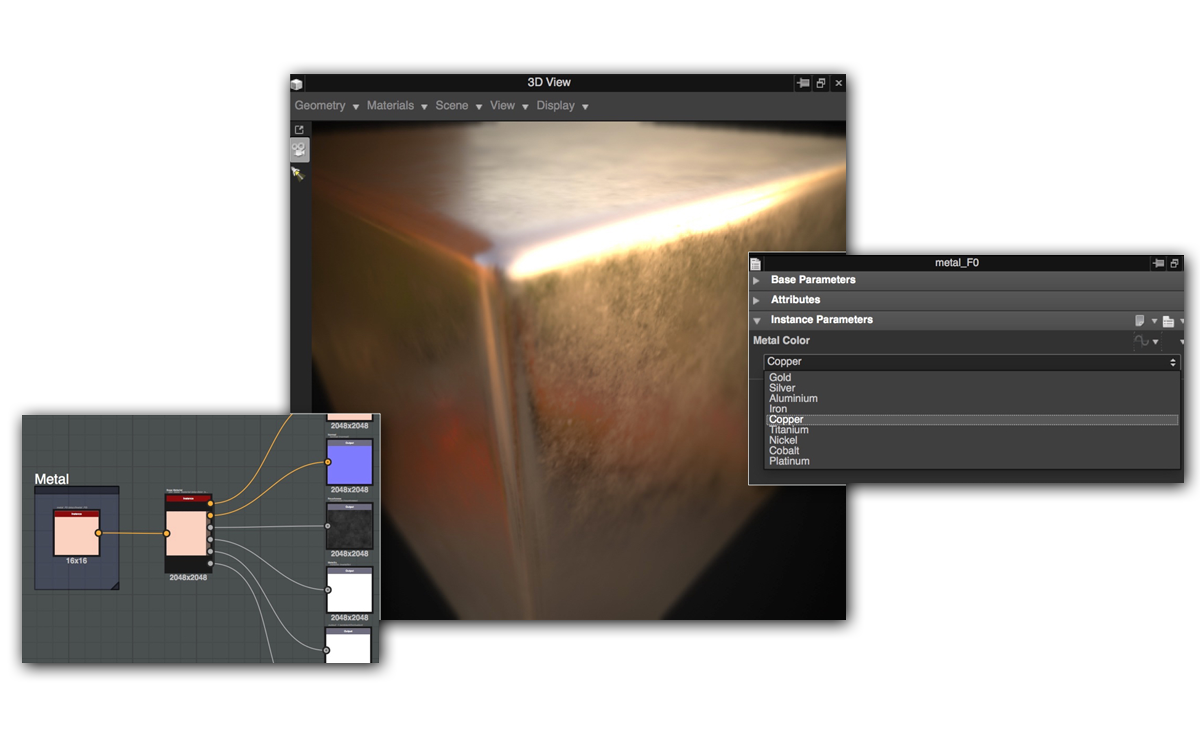 3D View
Geometry Materials Scene View Display
metal_F0
Base Parameters
Attributes
Instance Parameters
Metal Color
Copper
Gold
Silver
Aluminium
Iron
Copper
Titanium
Nickel
Cobalt
Platinum
Metal
16x16
2048x2048
2048x2048
2048x2048
2048x2048
2048x2048